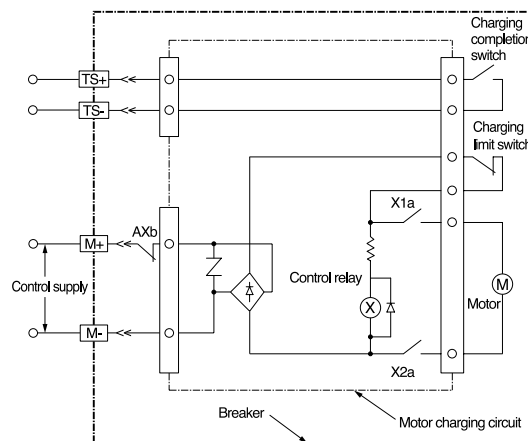 Charging
completion
switch
TS+
TS-
Charging
limit switch
X1a
AXb
M+
Control relay
Control supply
X
M
Motor
M-
X2a
Breaker
Motor charging circuit